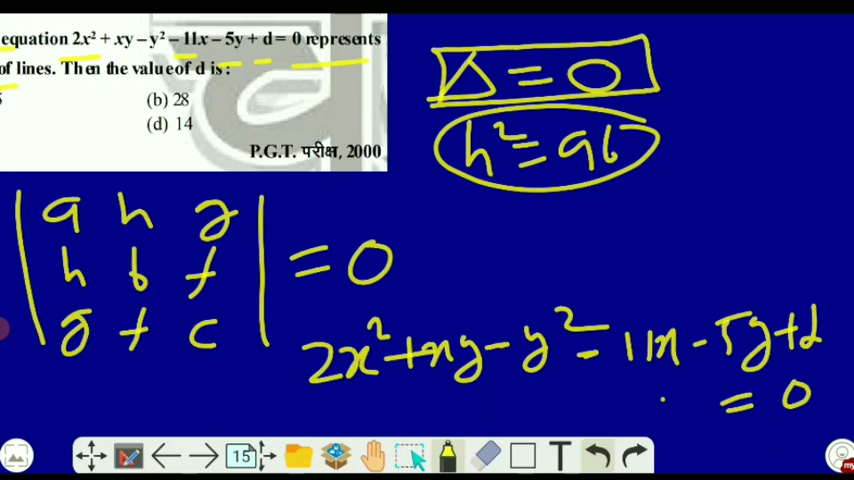 equation 2x² + xy – y² – 11x – 5y + d = 0 represents
of lines. Then the value of d is :
(b) 28
(d) 14
P.G.T. परीक्ष, 2000
Δ = 0
h² = ab
a h g
h b f = 0
g f c
2x² + xy - y² - 11x - 5y + d
= 0
15